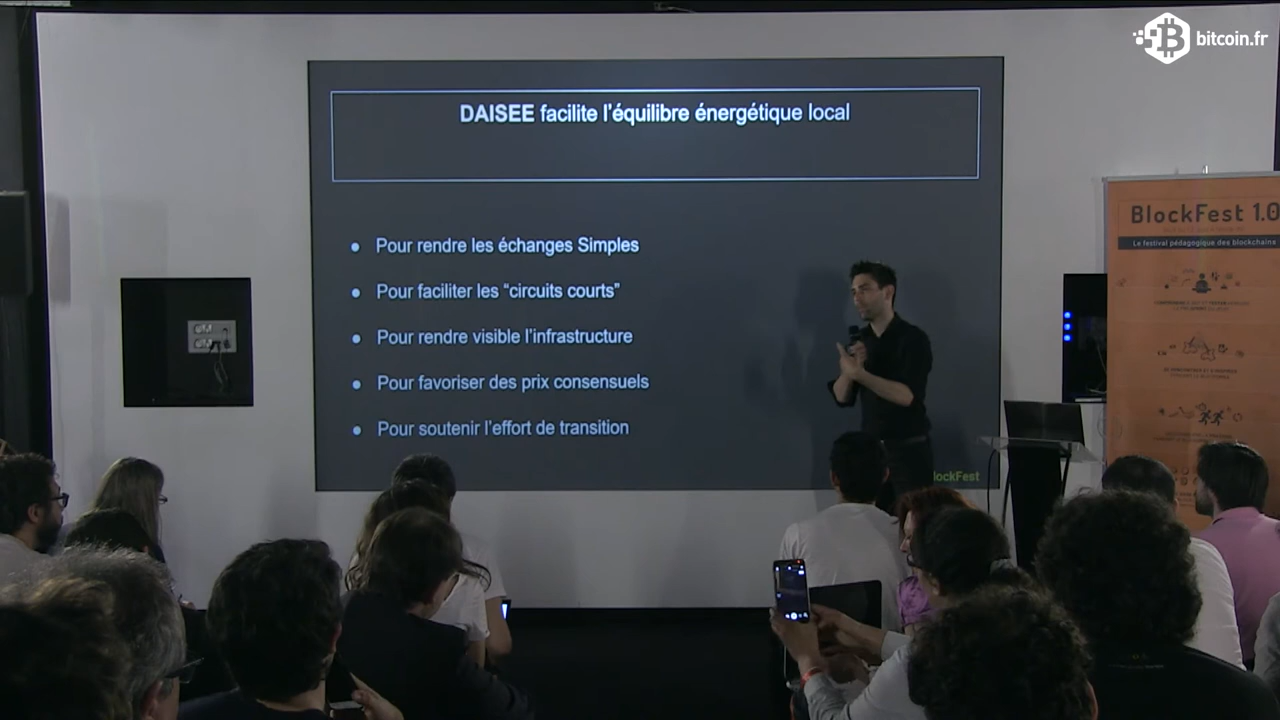 bitcoin.fr
DAISEE facilite l'équilibre énergétique local
BlockFest 1.0
Le festival pédagogique des blockchains
● Pour rendre les échanges Simples
● Pour faciliter les “circuits courts”
● Pour rendre visible l'infrastructure
● Pour favoriser des prix consensuels
● Pour soutenir l'effort de transition
lockFest